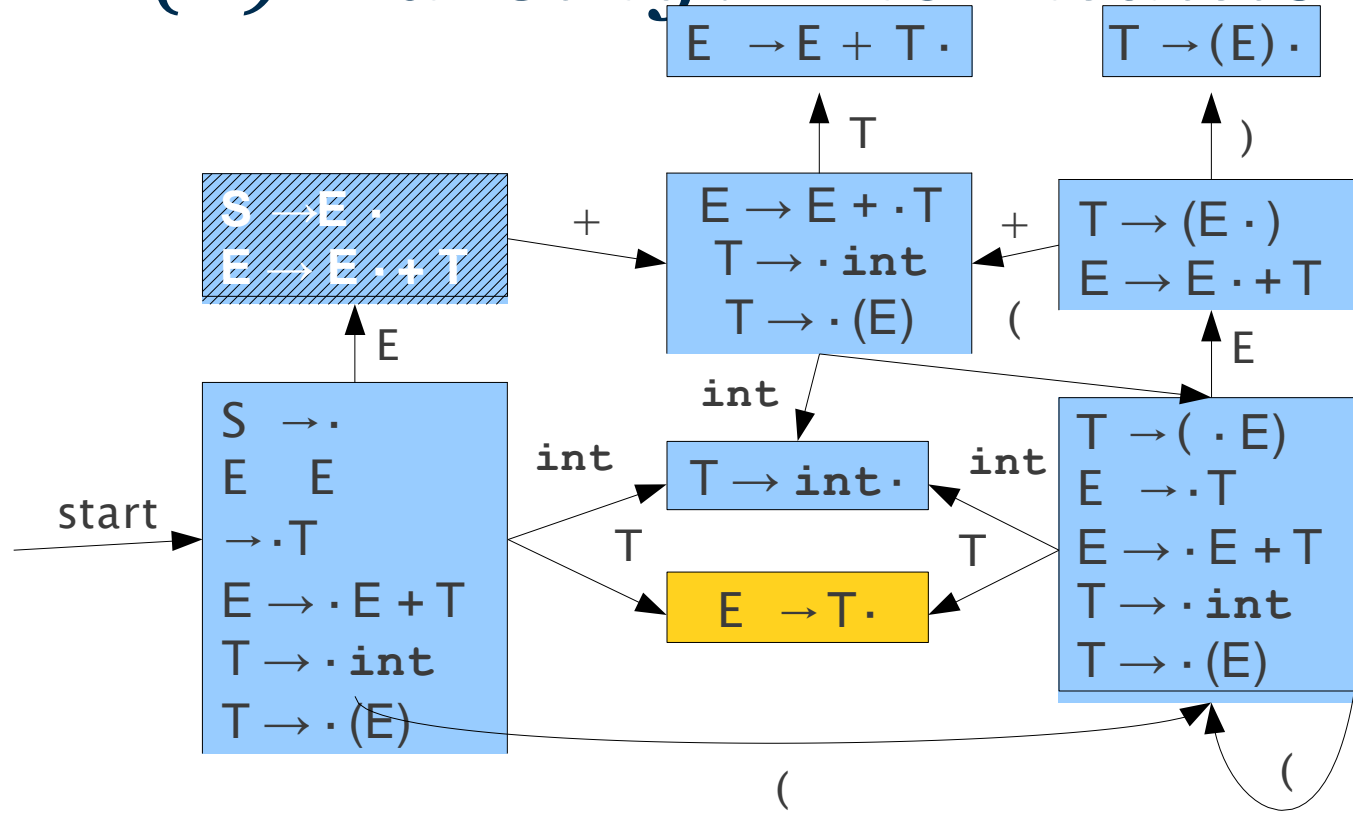 E → E + T ·
T → (E) ·
T
)
S → E ·
E → E · + T
+
E → E + · T
T → · int
T → · (E)
+
T → (E · )
E → E · + T
(
E
E
int
S → ·
E E
→ · T
E → · E + T
T → · int
T → · (E)
start
int
T → int ·
int
T
T
E → T ·
T → ( · E)
E → · T
E → · E + T
T → · int
T → · (E)
(
(